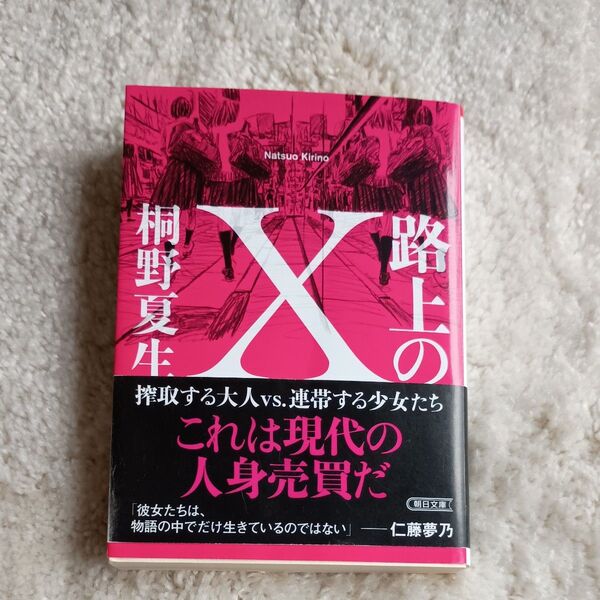 Natsuo Kirino
路上の
X
桐野夏生
搾取する大人vs.連帯する少女たち
これは現代の
人身売買だ
朝日文庫
「彼女たちは、
物語の中でだけ生きているのではない」──仁藤夢乃